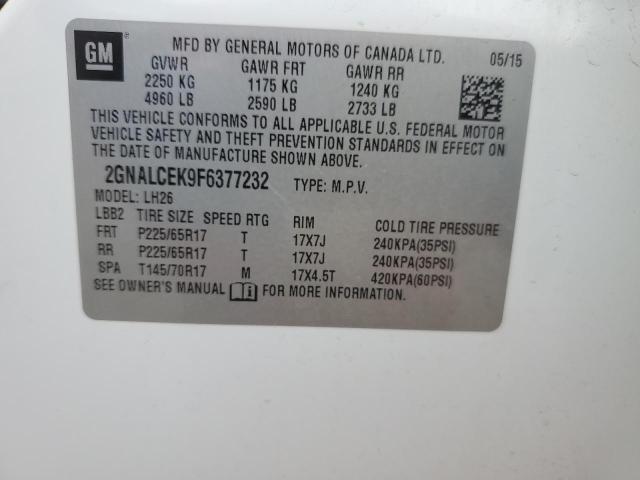 GM
MFD BY GENERAL MOTORS OF CANADA LTD. 05/15
GVWR GAWR FRT GAWR RR
2250 KG 1175 KG 1240 KG
4960 LB 2590 LB 2733 LB
THIS VEHICLE CONFORMS TO ALL APPLICABLE U.S. FEDERAL MOTOR
VEHICLE SAFETY AND THEFT PREVENTION STANDARDS IN EFFECT ON
THE DATE OF MANUFACTURE SHOWN ABOVE.
2GNALCEK9F6377232 TYPE: M.P.V.
MODEL: LH26
LBB2 TIRE SIZE SPEED RTG RIM COLD TIRE PRESSURE
FRT P225/65R17 T 17X7J 240KPA(35PSI)
RR P225/65R17 T 17X7J 240KPA(35PSI)
SPA T145/70R17 M 17X4.5T 420KPA(60PSI)
SEE OWNER'S MANUAL FOR MORE INFORMATION.